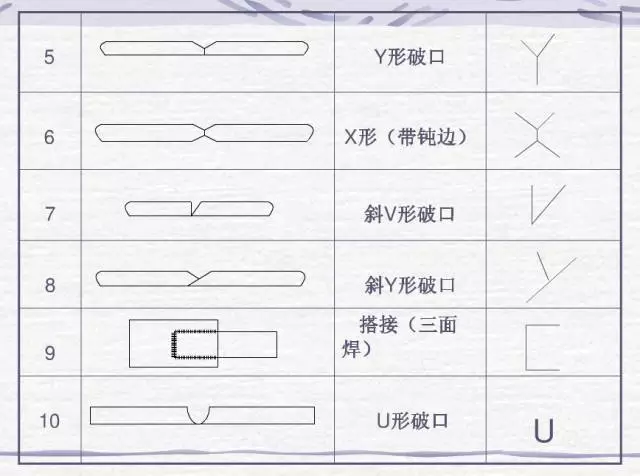 5 Y形破口
6 X形（带钝边）
7 斜V形破口
8 斜Y形破口
9 搭接（三面
焊）
10 U形破口 U